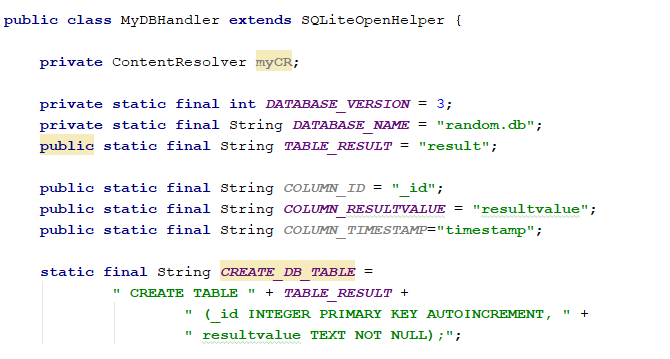 public class MyDBHandler extends SQLiteOpenHelper {
private ContentResolver myCR;
private static final int DATABASE_VERSION = 3;
private static final String DATABASE_NAME = "random.db";
public static final String TABLE_RESULT = "result";
public static final String COLUMN_ID = "_id";
public static final String COLUMN_RESULTVALUE = "resultvalue";
public static final String COLUMN_TIMESTAMP="timestamp";
static final String CREATE_DB_TABLE =
" CREATE TABLE " + TABLE_RESULT +
" (_id INTEGER PRIMARY KEY AUTOINCREMENT, " +
" resultvalue TEXT NOT NULL);";